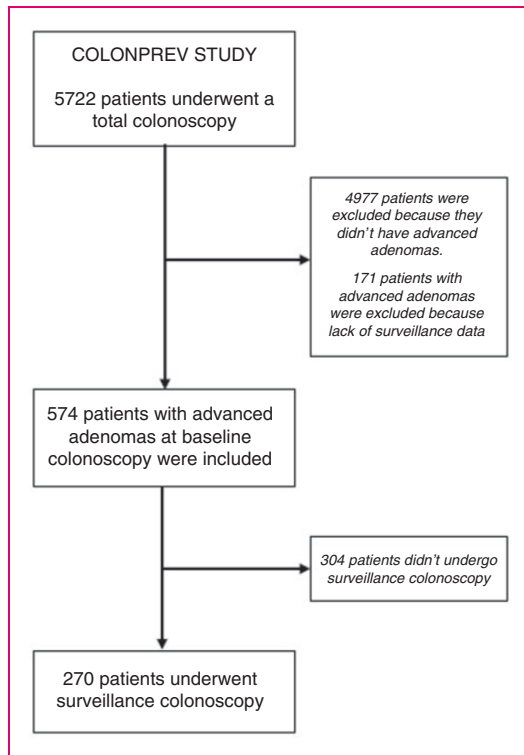 COLONPREV STUDY
5722 patients underwent a
total colonoscopy
4977 patients were
excluded because they
didn't have advanced
adenomas.
171 patients with
advanced adenomas
were excluded because
lack of surveillance data
574 patients with advanced
adenomas at baseline
colonoscopy were included
304 patients didn't undergo
surveillance colonoscopy
270 patients underwent
surveillance colonoscopy